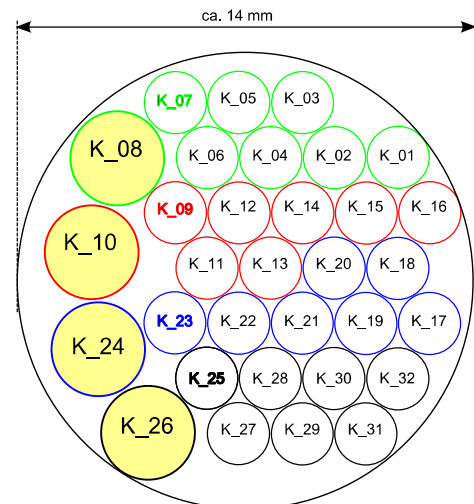 ca. 14 mm
K_07 K_05 K_03
K_08
K_06 K_04 K_02 K_01
K_09 K_12 K_14 K_15 K_16
K_10
K_11 K_13 K_20 K_18
K_23 K_22 K_21 K_19 K_17
K_24
K_25 K_28 K_30 K_32
K_26
K_27 K_29 K_31